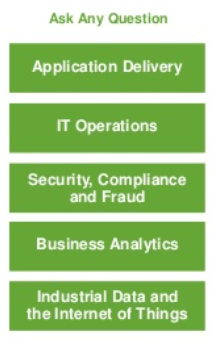 Ask Any Question
Application Delivery
IT Operations
Security, Compliance
and Fraud
Business Analytics
Industrial Data and
the Internet of Things